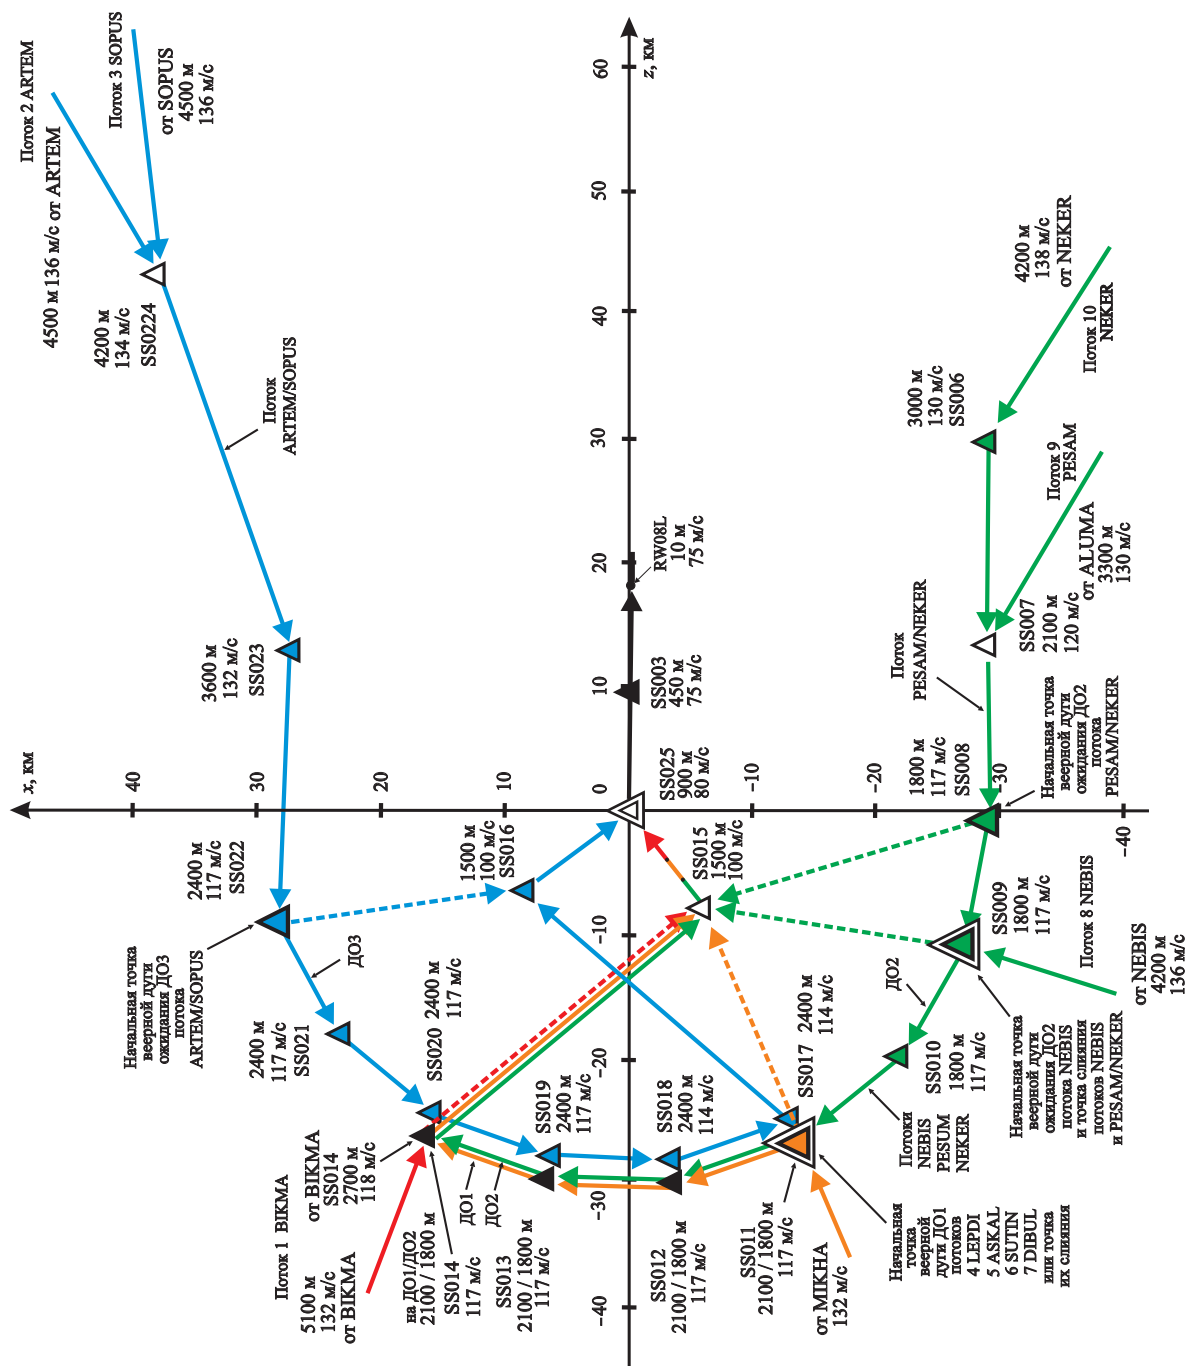 Поток 2 ARTEM
4500 м 136 м/с от ARTEM
Поток 3 SOPUS
от SOPUS
4500 м
136 м/с
4200 м
134 м/с
SS0224
Поток
ARTEM/SOPUS
3600 м
132 м/с
SS023
2400 м
117 м/с
SS022
Начальная точка
веерной дуги
ожидания ДО3
потока
ARTEM/SOPUS
ДО3
2400 м
117 м/с
SS021
SS020
2400 м
117 м/с
1500 м
100 м/с
SS016
x, км
40
30
20
10
0
−10
−20
−30
−40
z, км
60
50
40
30
20
10
−10
−20
−30
−40
RW08L
10 м
75 м/с
SS003
450 м
75 м/с
SS025
900 м
80 м/с
SS015
1500 м
100 м/с
Поток 1 BIKMA
5100 м
132 м/с
от BIKMA
от BIKMA
SS014
2700 м
118 м/с
на ДО1/ДО2
2100 / 1800 м
SS014
117 м/с
ДО1
ДО2
SS013
2100 / 1800 м
117 м/с
SS019
2400 м
117 м/с
SS018
2400 м
114 м/с
SS012
2100 / 1800 м
117 м/с
SS017
2400 м
114 м/с
SS011
2100 / 1800 м
117 м/с
от MIKHA
132 м/с
Начальная
точка
веерной
дуги ДО1
потоков
4 LEPDI
5 ASKAL
6 SUTIN
7 DIBUL
или точка
их слияния
Потоки
NEBIS
PESUM
NEKER
SS010
1800 м
117 м/с
ДО2
Начальная точка
веерной дуги
ожидания ДО2
потока NEBIS
и точка слияния
потоков NEBIS
и PESAM/NEKER
SS009
1800 м
117 м/с
Поток 8 NEBIS
от NEBIS
4200 м
136 м/с
1800 м
117 м/с
SS008
Начальная точка
веерной дуги
ожидания ДО2
потока
PESAM/NEKER
Поток
PESAM/NEKER
SS007
2100 м
120 м/с
от ALUMA
3300 м
130 м/с
Поток 9
PESAM
3000 м
130 м/с
SS006
Поток 10
NEKER
4200 м
138 м/с
от NEKER